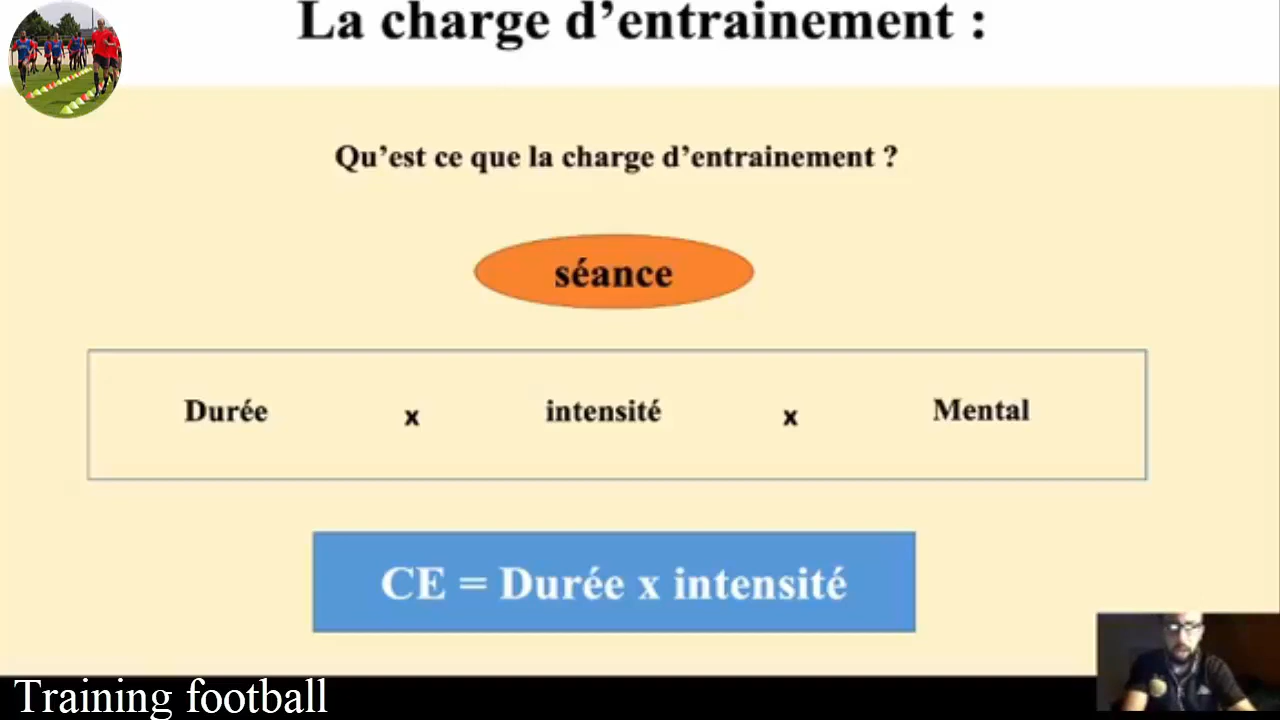 La charge d’entrainement :
Qu’est ce que la charge d’entrainement ?
séance
Durée x intensité x Mental
CE = Durée x intensité
Training football